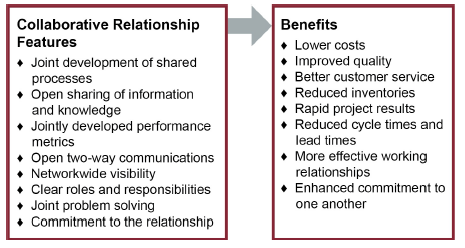 Collaborative Relationship
Features
♦ Joint development of shared
processes
♦ Open sharing of information
and knowledge
♦ Jointly developed performance
metrics
♦ Open two-way communications
♦ Networkwide visibility
♦ Clear roles and responsibilities
♦ Joint problem solving
♦ Commitment to the relationship
Benefits
♦ Lower costs
♦ Improved quality
♦ Better customer service
♦ Reduced inventories
♦ Rapid project results
♦ Reduced cycle times and
lead times
♦ More effective working
relationships
♦ Enhanced commitment to
one another